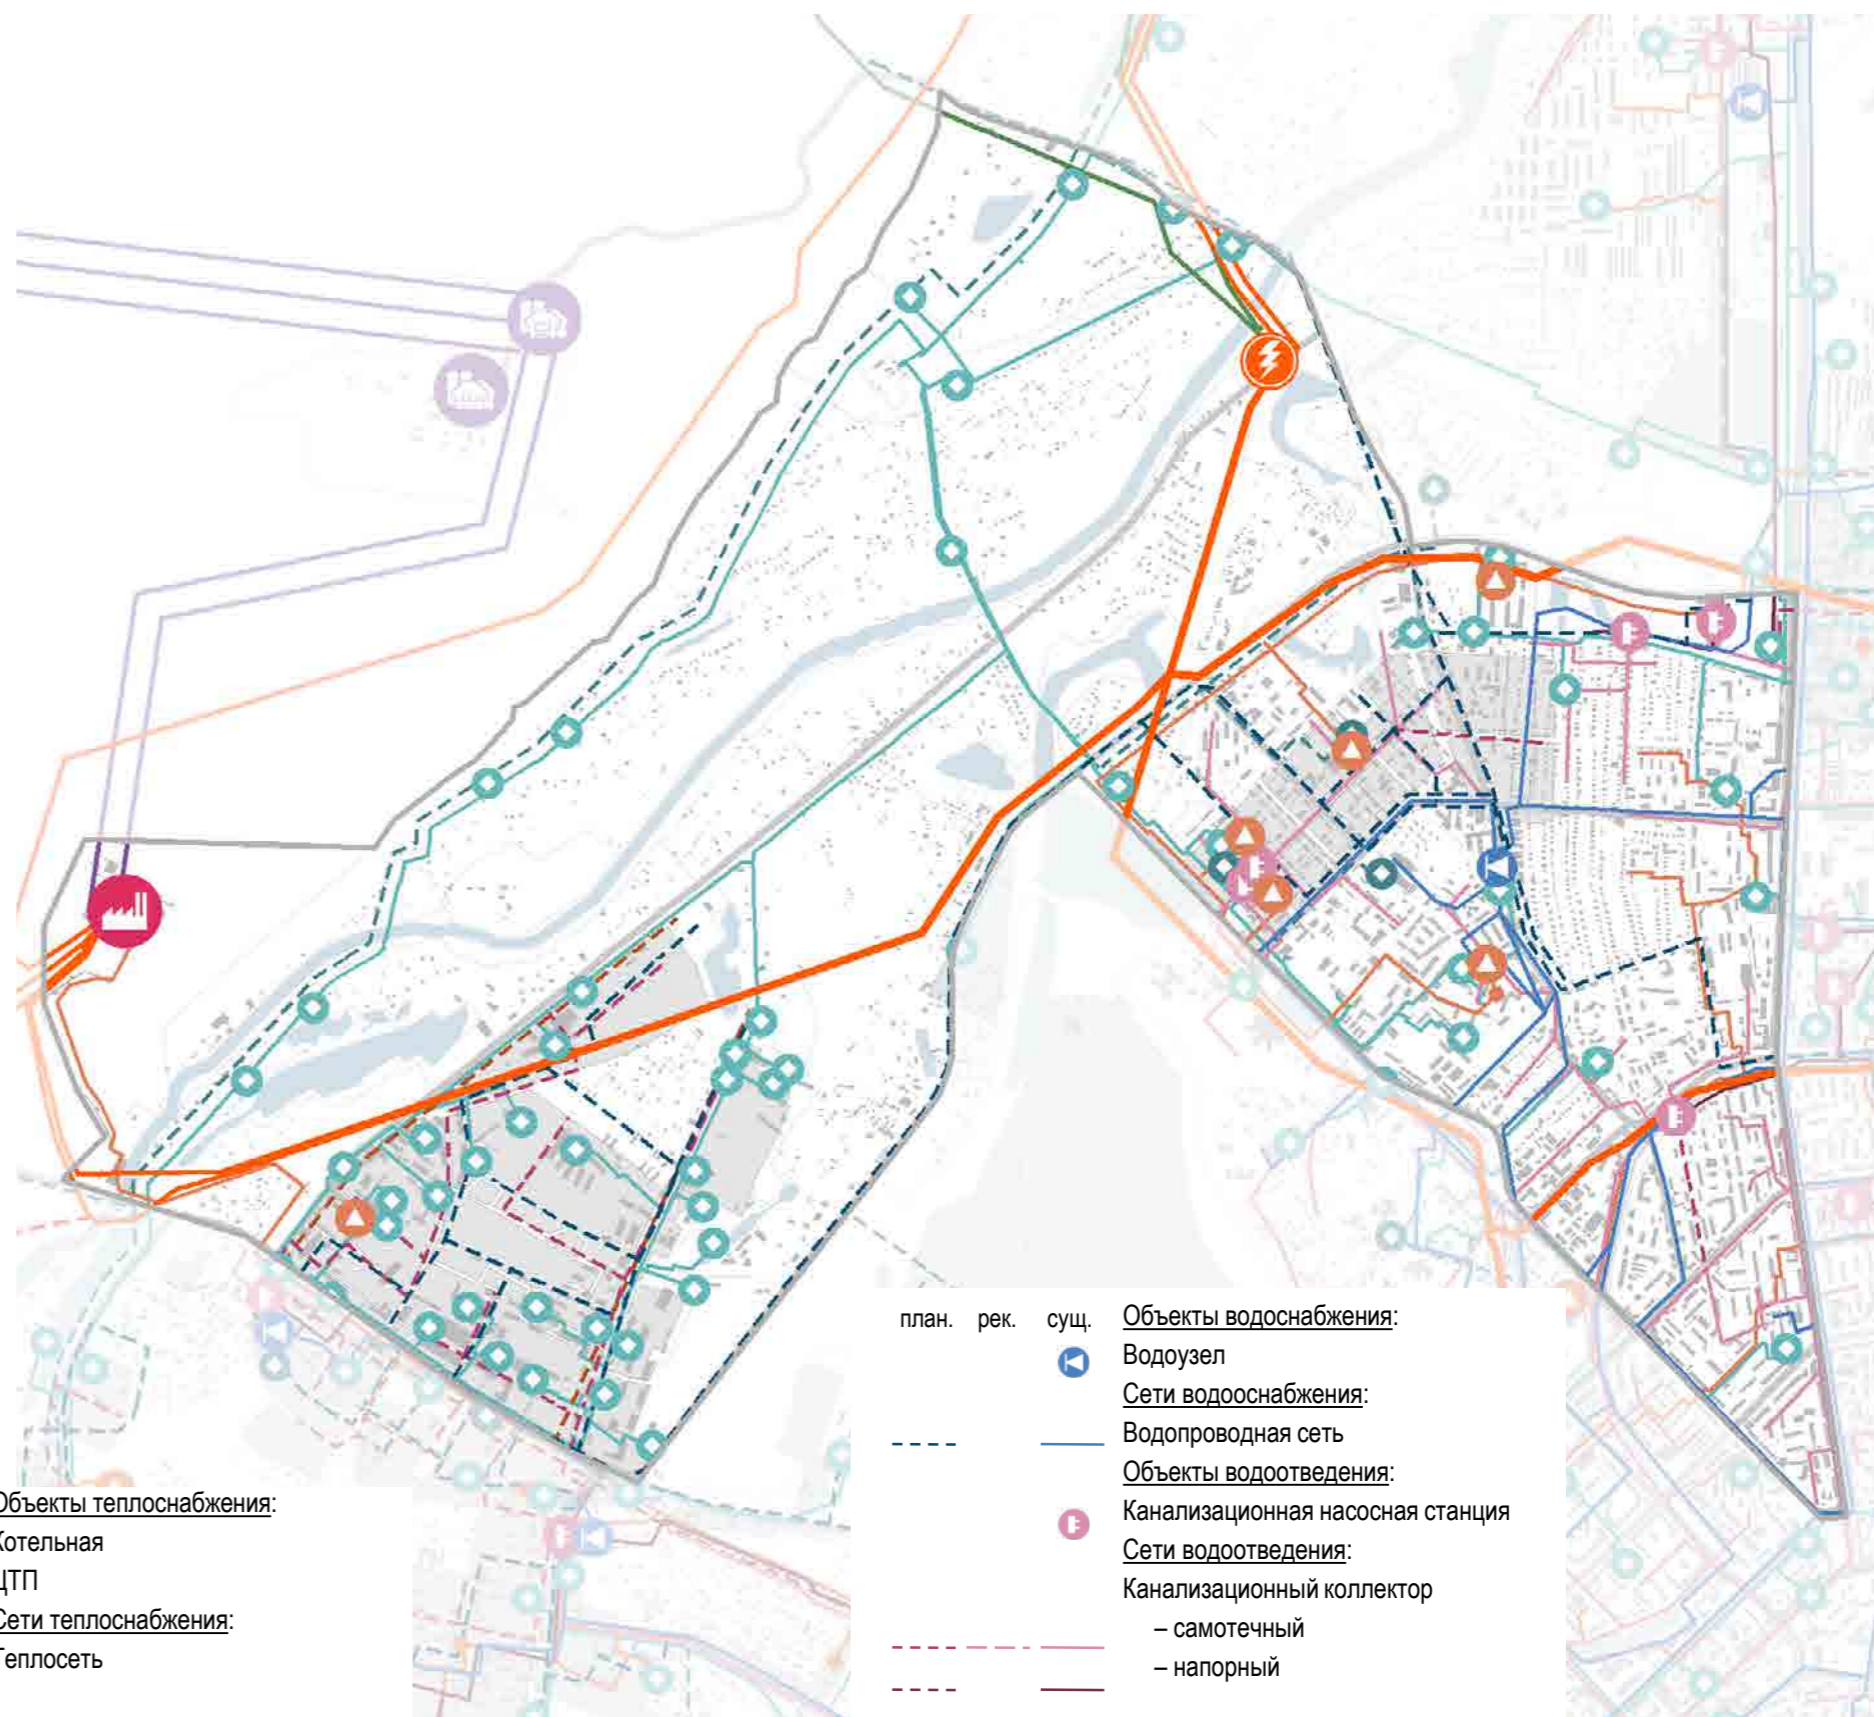 план. рек. сущ. Объекты водоснабжения:
Водоузел
Сети водооснабжения:
Водопроводная сеть
Объекты водоотведения:
Канализационная насосная станция
Сети водоотведения:
Канализационный коллектор
– самотечный
– напорный
Объекты теплоснабжения:
Котельная
ЦТП
Сети теплоснабжения:
Теплосеть